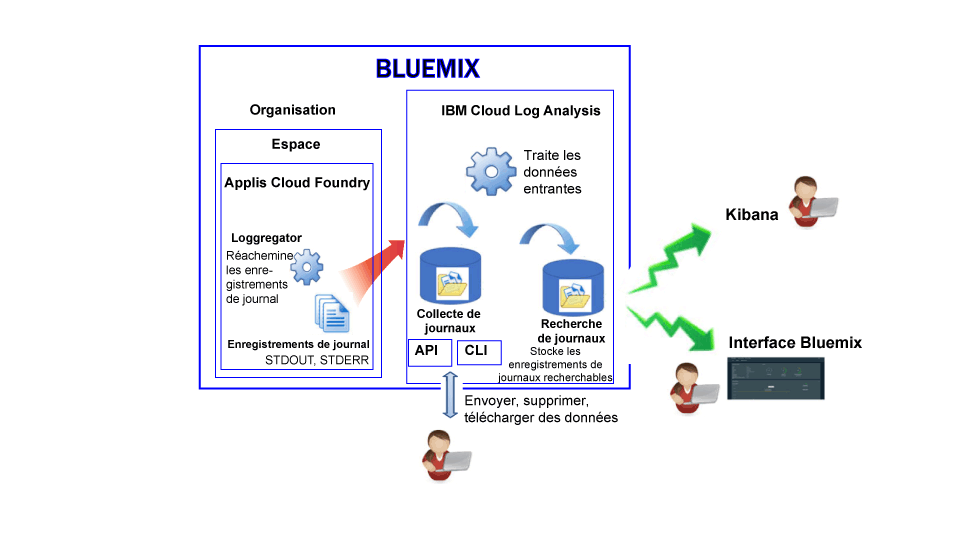 BLUEMIX
Organisation
Espace
Applis Cloud Foundry
Loggregator
Réachemine
les enre-
gistrements
de journal
Enregistrements de journal
STDOUT, STDERR
IBM Cloud Log Analysis
Traite les
données
entrantes
Collecte de
journaux
API
CLI
Recherche
de journaux
Stocke les
enregistrements de
journaux recherchables
Envoyer, supprimer,
télécharger des données
Kibana
Interface Bluemix